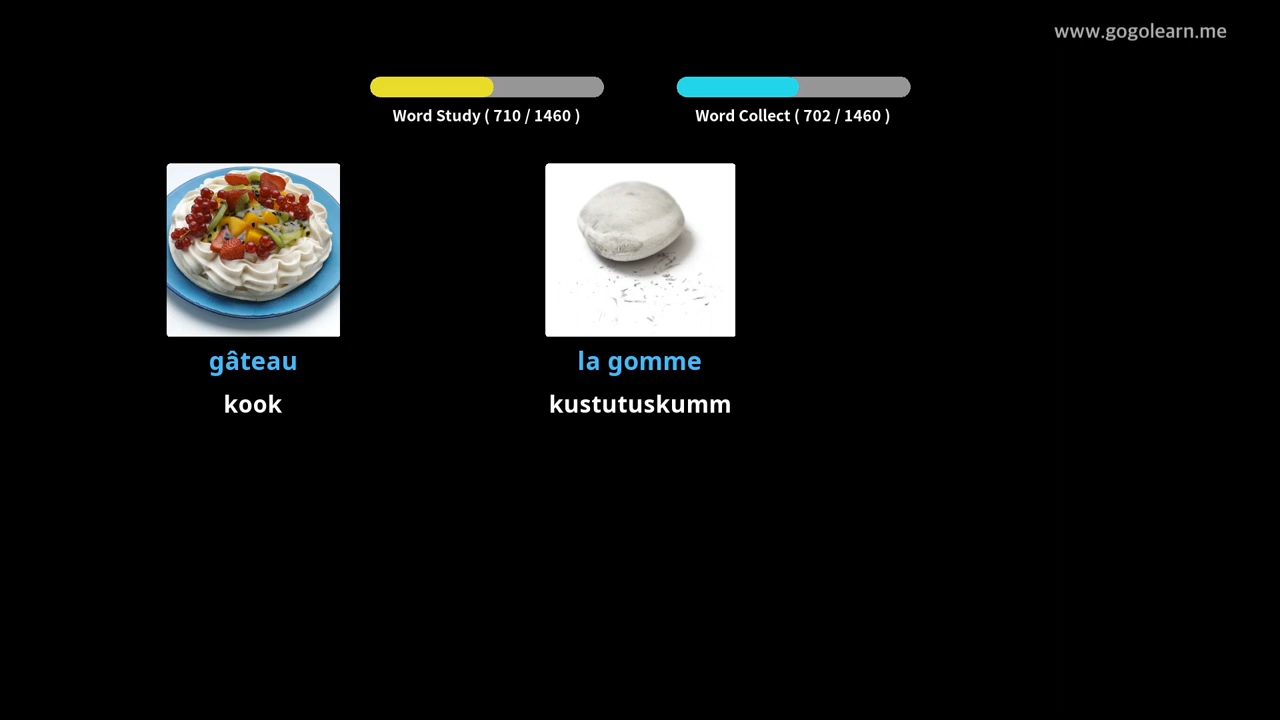 www.gogolearn.me
Word Study ( 710 / 1460 )
Word Collect ( 702 / 1460 )
gâteau
kook
la gomme
kustutuskumm